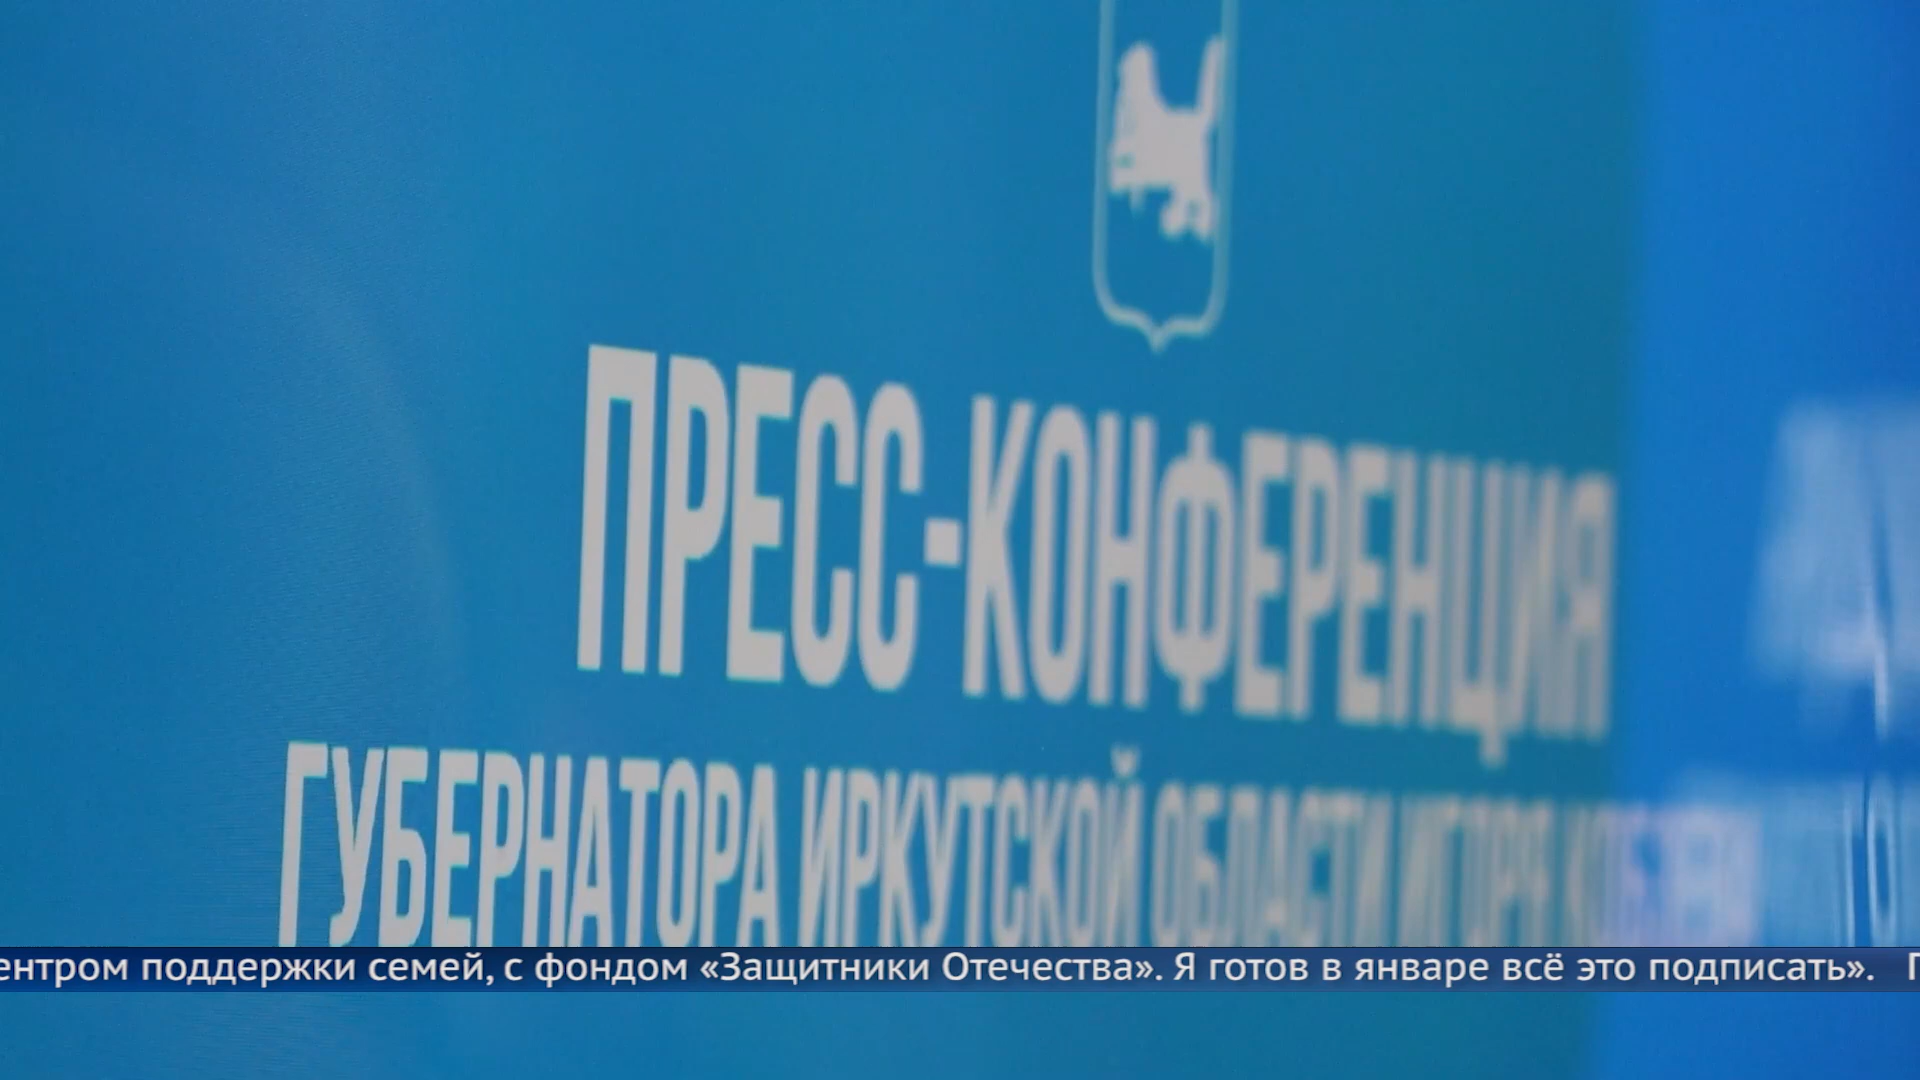 ПРЕСС-КОНФЕРЕНЦИЯ
ГУБЕРНАТОРА ИРКУТСКОЙ ОБЛАСТИ ИГОРЯ
ентром поддержки семей, с фондом «Защитники Отечества». Я готов в январе всё это подписать». П